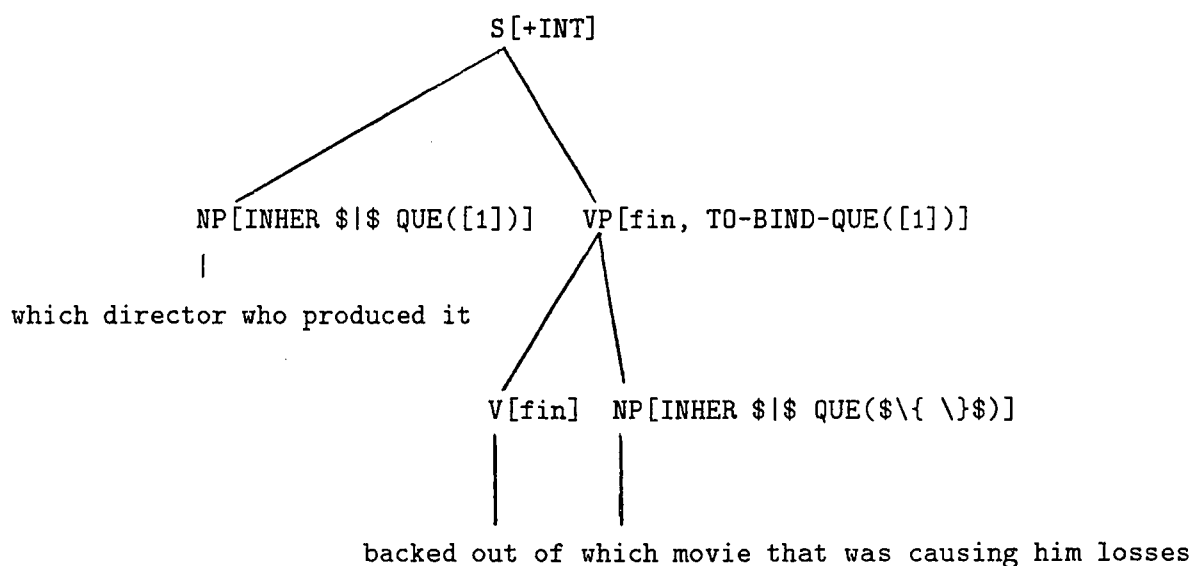 S[+INT]
NP[INHER $|$ QUE([1])] VP[fin, TO-BIND-QUE([1])]
which director who produced it
V[fin] NP[INHER $|$ QUE($\{ \}$)]
backed out of which movie that was causing him losses